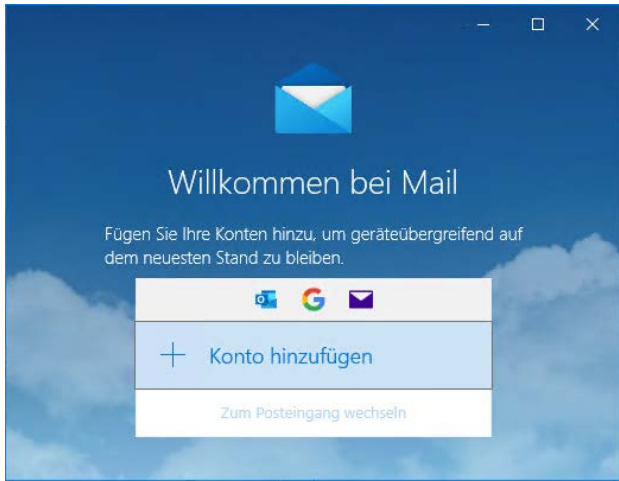 Willkommen bei Mail
Fügen Sie Ihre Konten hinzu, um geräteübergreifend auf
dem neuesten Stand zu bleiben.
Konto hinzufügen
Zum Posteingang wechseln